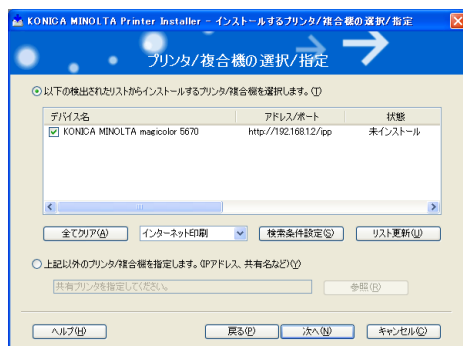 KONICA MINOLTA Printer Installer - インストールするプリンタ/複合機の選択/指定
プリンタ/複合機の選択/指定
以下の検出されたリストからインストールするプリンタ/複合機を選択します。(T)
デバイス名 アドレス/ポート 状態
KONICA MINOLTA magicolor 5670 http://192.168.1.2/ipp 未インストール
全てクリア(A) インターネット印刷 検索条件設定(S) リスト更新(U)
上記以外のプリンタ/複合機を指定します。(IPアドレス、共有名など)(Y)
共有プリンタを指定してください。 参照(R)
ヘルプ(H) 戻る(P) 次へ(N) キャンセル(C)